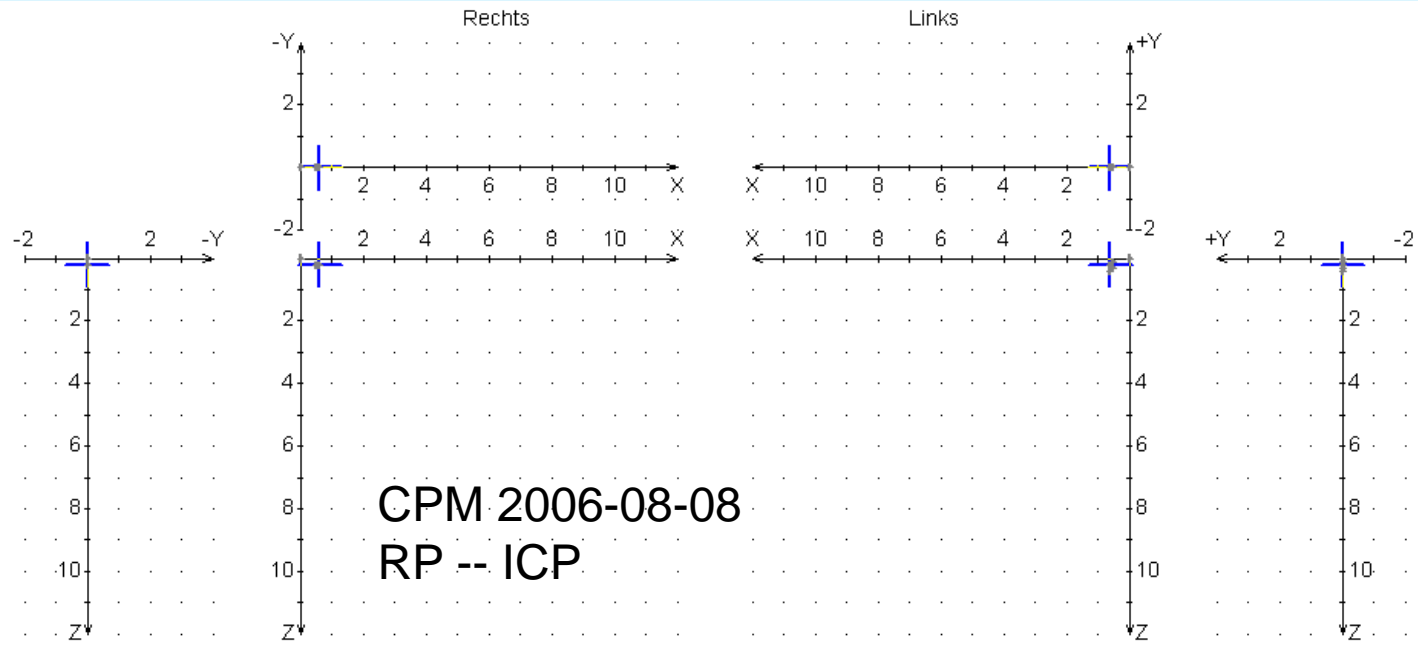 Rechts Links
-Y +Y
2 2
2 4 6 8 10 X X 10 8 6 4 2
-2 -2
-2 2 -Y 2 4 6 8 10 X X 10 8 6 4 2 +Y 2 -2
2 2 2 2
4 4 4 4
6 6 6 6
8 8 8 8
CPM 2006-08-08
RP -- ICP
10 10 10 10
Z Z Z Z